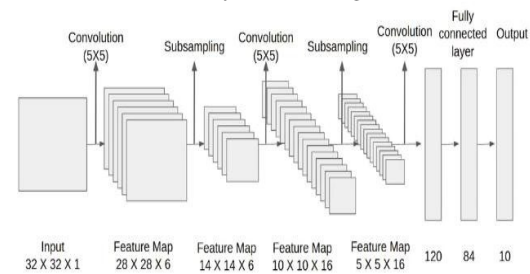 Convolution
(5X5)
Subsampling
Convolution
(5X5)
Subsampling
Convolution
(5X5)
Fully
connected
layer
Output
Input
32 X 32 X 1
Feature Map
28 X 28 X 6
Feature Map
14 X 14 X 6
Feature Map
10 X 10 X 16
Feature Map
5 X 5 X 16
120
84
10